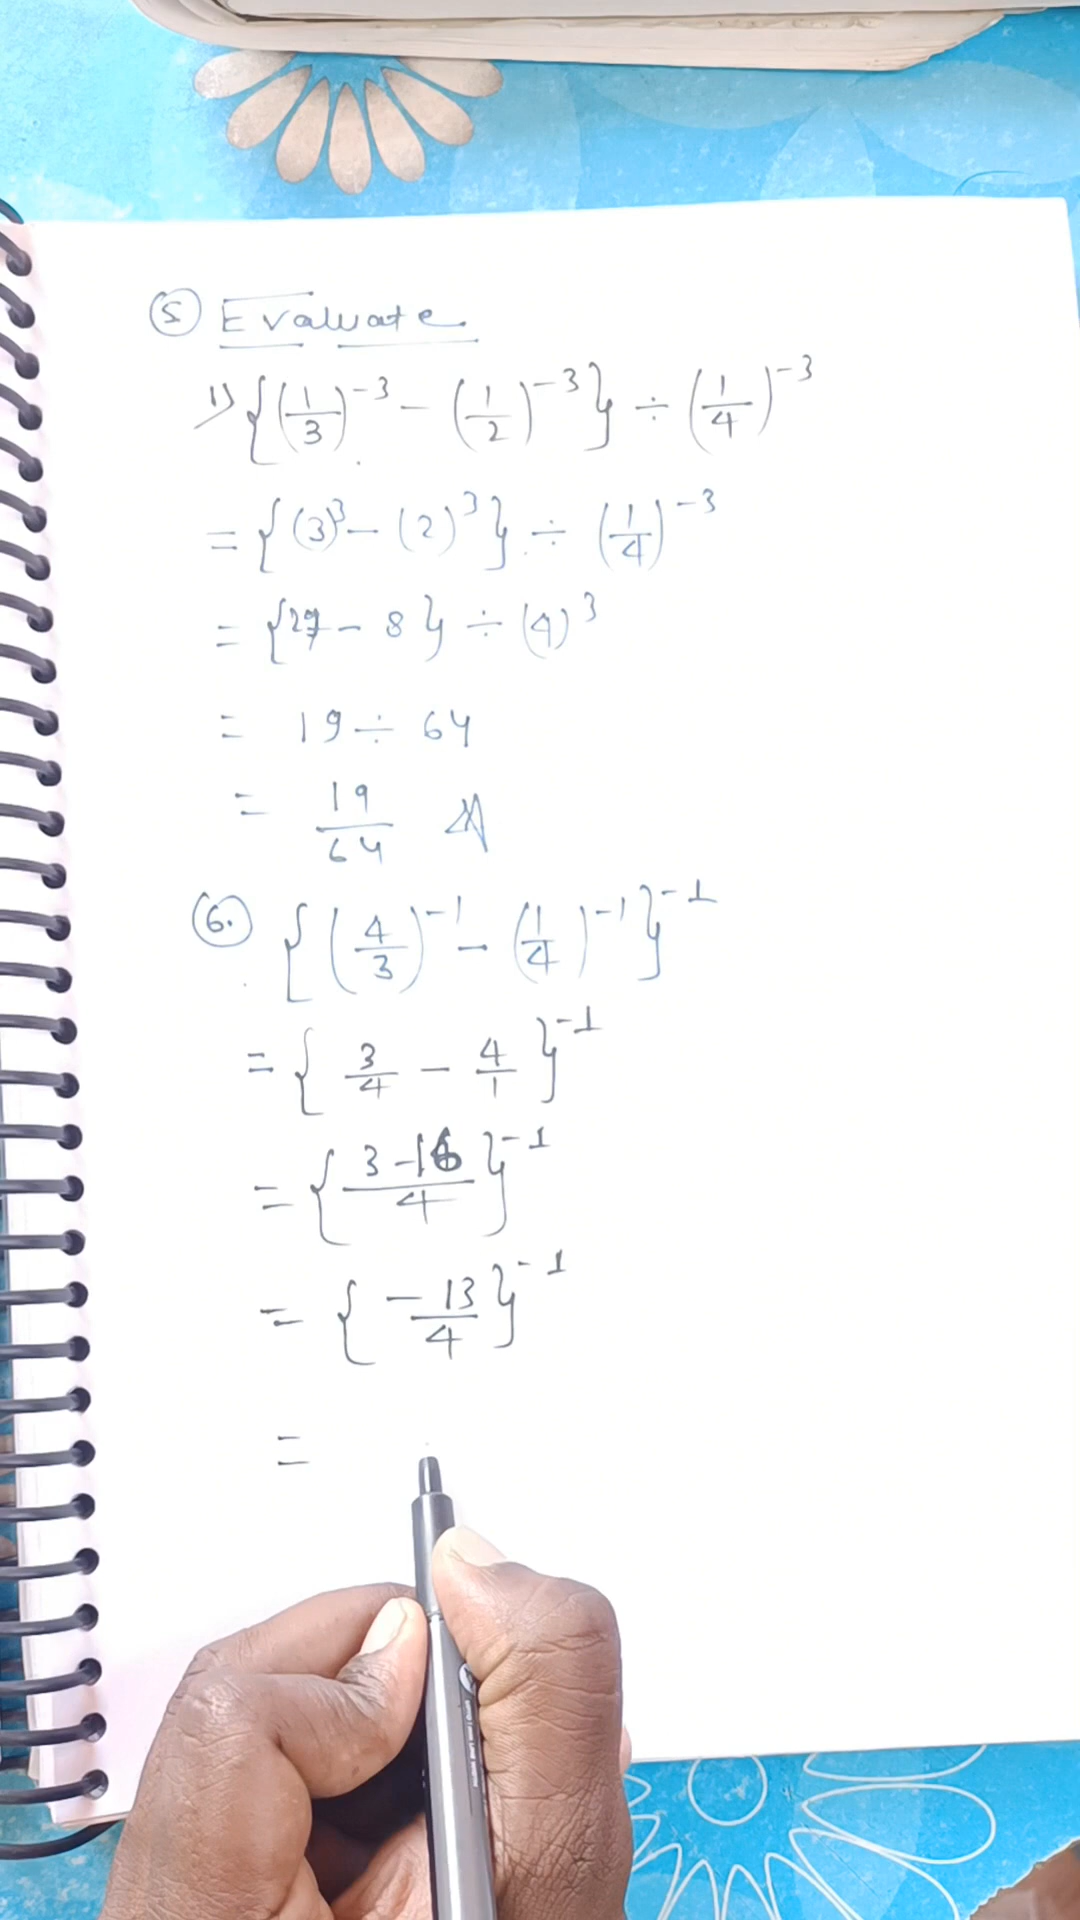 (5) Evaluate
1) {(1/3)^-3 - (1/2)^-3} ÷ (1/4)^-3
= {(3)^3 - (2)^3} ÷ (1/4)^-3
= {27 - 8} ÷ (4)^3
= 19 ÷ 64
= 19/64
(6.) {(4/3)^-1 - (1/4)^-1}^-1
= {3/4 - 4/1}^-1
= {3-16/4}^-1
= {-13/4}^-1
=